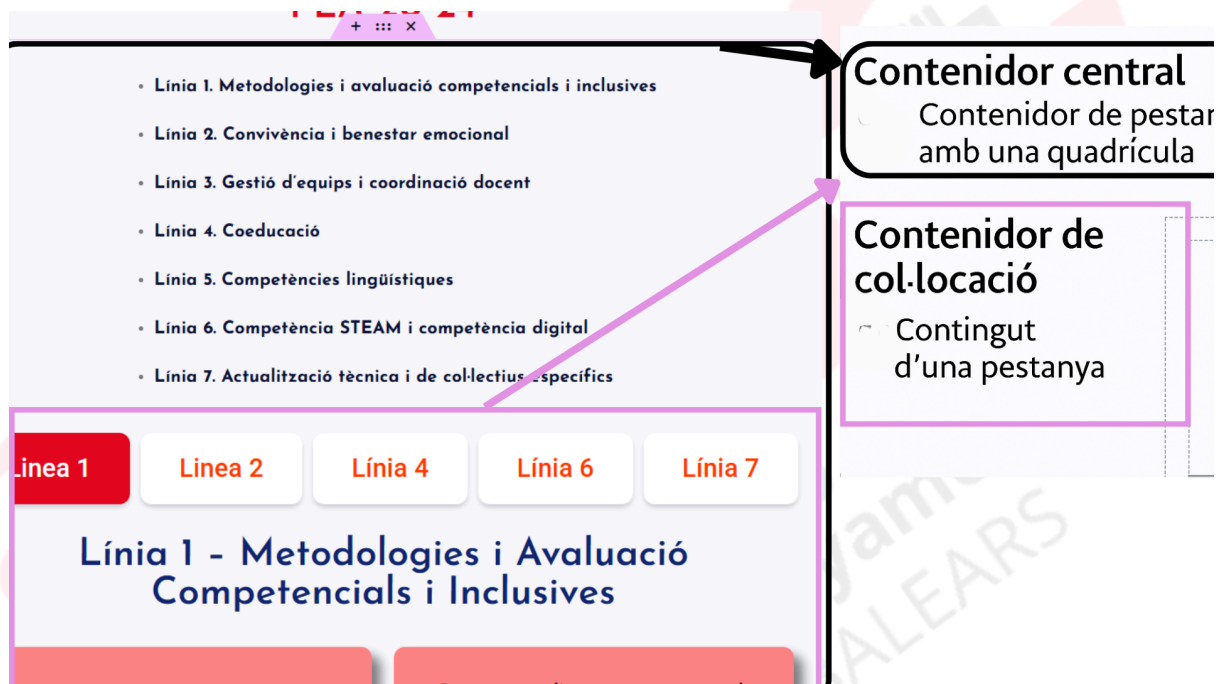 + ::: ×
• Línia 1. Metodologies i avaluació competencials i inclusives
• Línia 2. Convivència i benestar emocional
• Línia 3. Gestió d'equips i coordinació docent
• Línia 4. Coeducació
• Línia 5. Competències lingüístiques
• Línia 6. Competència STEAM i competència digital
• Línia 7. Actualització tècnica i de col·lectius específics
Linea 1
Linea 2
Línia 4
Línia 6
Línia 7
Línia 1 - Metodologies i Avaluació
Competencials i Inclusives
Contenidor central
Contenidor de pestan
amb una quadrícula
Contenidor de
col·locació
Contingut
d'una pestanya